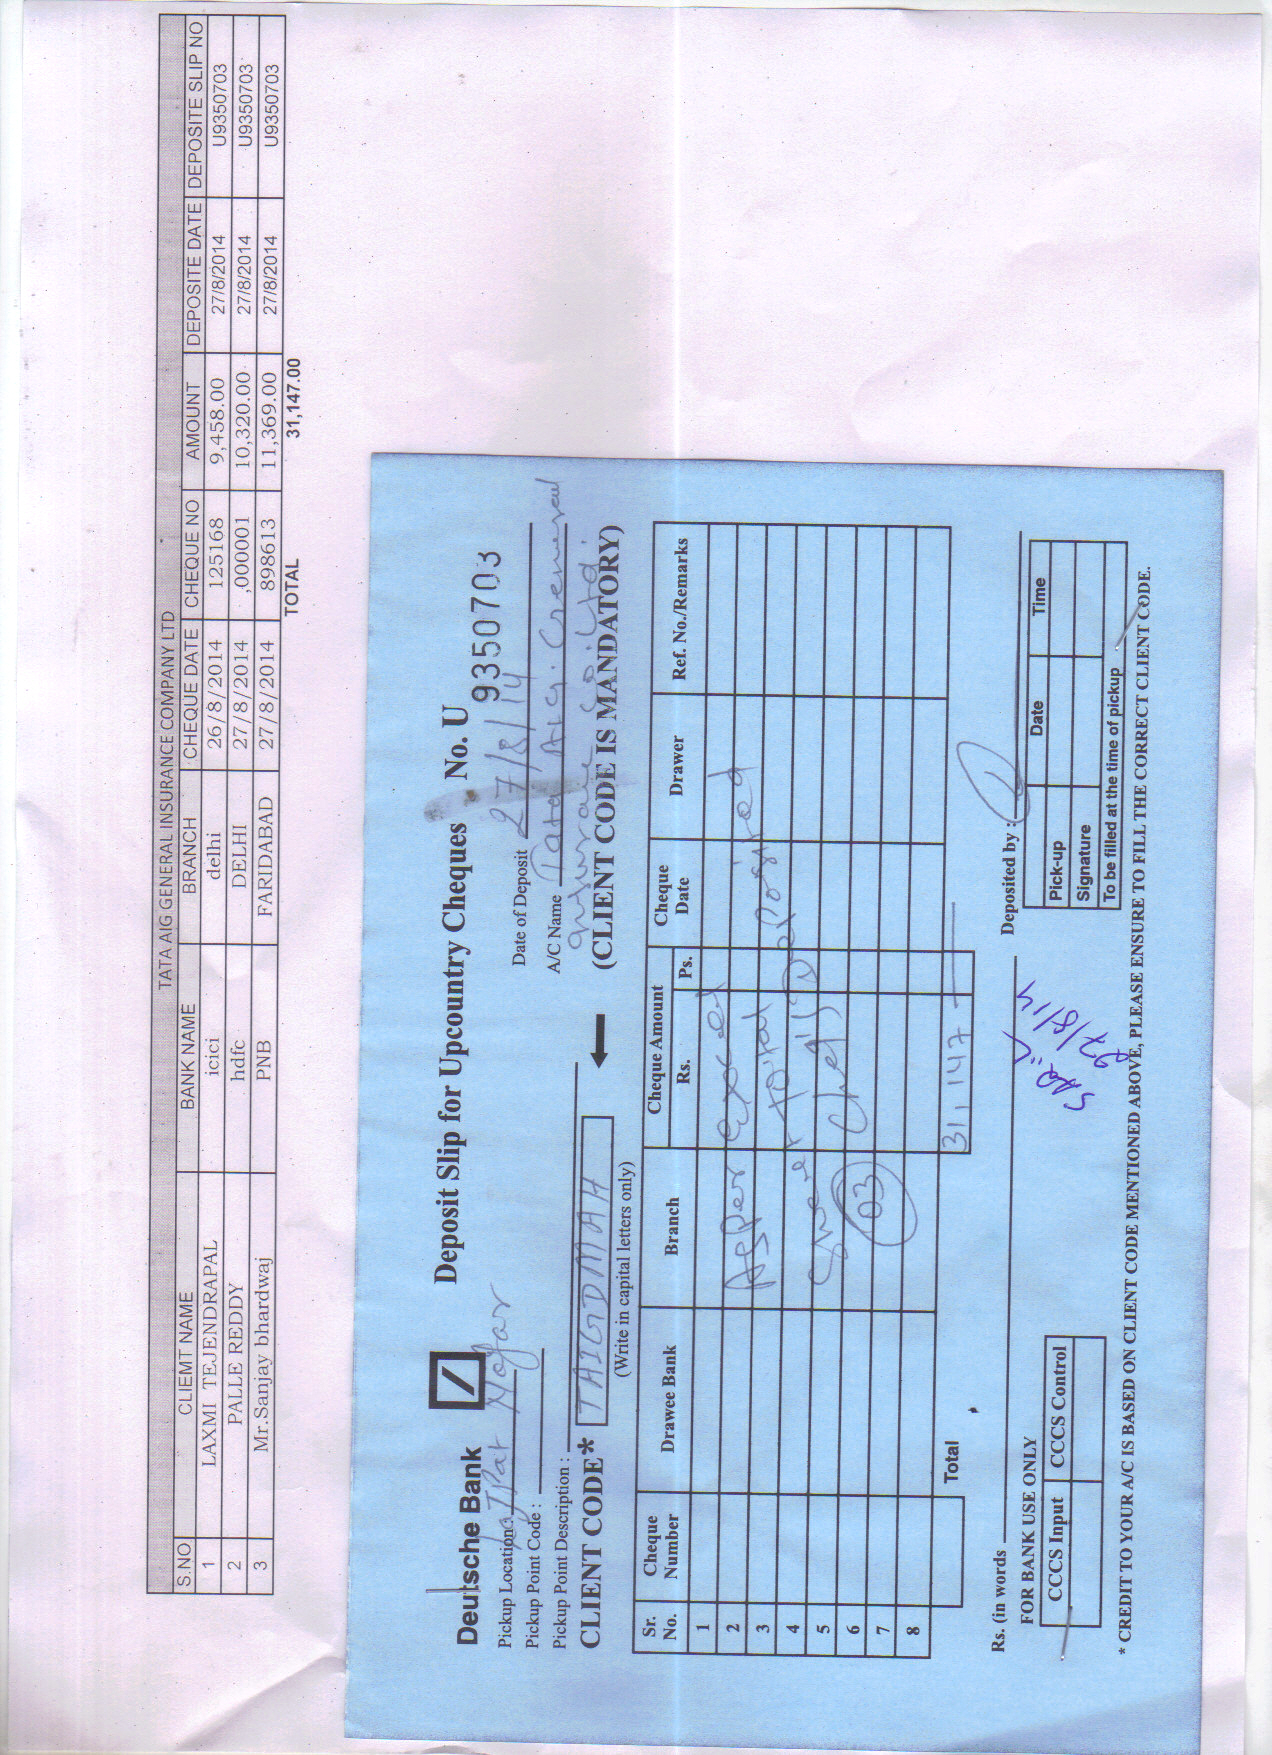 TATA AIG GENERAL INSURANCE COMPANY LTD
S.NO CLIEMT NAME BANK NAME BRANCH CHEQUE DATE CHEQUE NO AMOUNT DEPOSITE DATE DEPOSITE SLIP NO
1 LAXMI TEJENDRAPAL icici delhi 26/8/2014 125168 9,458.00 27/8/2014 U9350703
2 PALLE REDDY hdfc DELHI 27/8/2014 ,000001 10,320.00 27/8/2014 U9350703
3 Mr.Sanjay bhardwaj PNB FARIDABAD 27/8/2014 898613 11,369.00 27/8/2014 U9350703
TOTAL 31,147.00
Deutsche Bank Deposit Slip for Upcountry Cheques No. U 9350703
Pickup Location : Nagar Date of Deposit 27/8/14
Pickup Point Code : A/C Name Tata AIG General
Pickup Point Description : Insurance Co. Ltd.
CLIENT CODE* TAIGDMAH (CLIENT CODE IS MANDATORY)
(Write in capital letters only)
Sr. No. Cheque Number Drawee Bank Branch Cheque Amount Rs. Ps. Cheque Date Drawer Ref. No./Remarks
1
2 Asper
3 total
4
5
6 03
7
8
Total 31,147
Rs. (in words Deposited by :
FOR BANK USE ONLY
27/8/14
CCCS Input CCCS Control
Pick-up Date Time
Signature
To be filled at the time of pickup
* CREDIT TO YOUR A/C IS BASED ON CLIENT CODE MENTIONED ABOVE, PLEASE ENSURE TO FILL THE CORRECT CLIENT CODE.